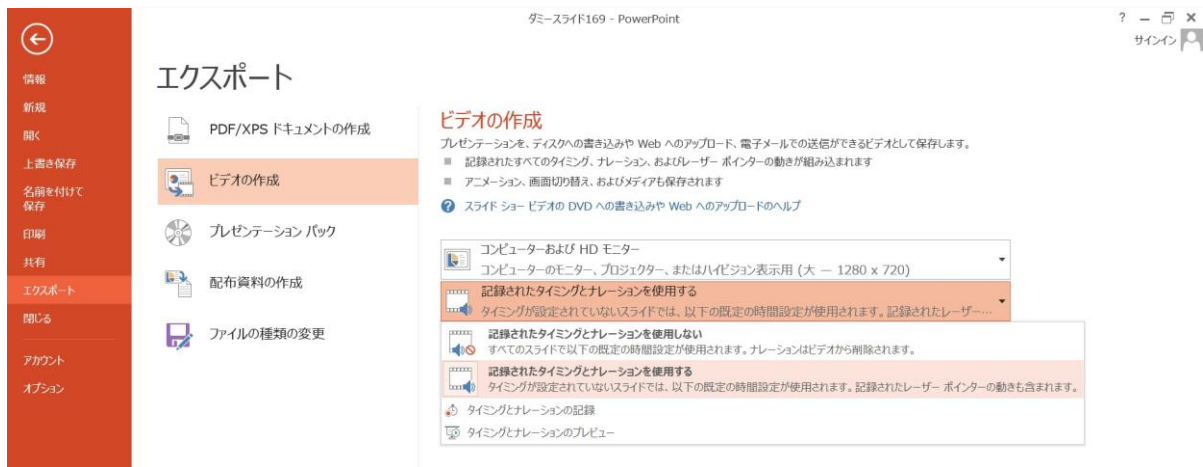 ダミースライド169 - PowerPoint
? – ×
サインイン
情報
新規
開く
上書き保存
名前を付けて
保存
印刷
共有
エクスポート
閉じる
アカウント
オプション
エクスポート
PDF/XPS ドキュメントの作成
ビデオの作成
プレゼンテーション パック
配布資料の作成
ファイルの種類の変更
ビデオの作成
プレゼンテーションを、ディスクへの書き込みや Web へのアップロード、電子メールでの送信ができるビデオとして保存します。
記録されたすべてのタイミング、ナレーション、およびレーザー ポインターの動きが組み込まれます
アニメーション、画面切り替え、およびメディアも保存されます
スライド ショー ビデオの DVD への書き込みや Web へのアップロードのヘルプ
コンピューターおよび HD モニター
コンピューターのモニター、プロジェクター、またはハイビジョン表示用 (大 — 1280 x 720)
記録されたタイミングとナレーションを使用する
タイミングが設定されていないスライドでは、以下の既定の時間設定が使用されます。記録されたレーザー…
記録されたタイミングとナレーションを使用しない
すべてのスライドで以下の既定の時間設定が使用されます。ナレーションはビデオから削除されます。
記録されたタイミングとナレーションを使用する
タイミングが設定されていないスライドでは、以下の既定の時間設定が使用されます。記録されたレーザー ポインターの動きも含まれます。
タイミングとナレーションの記録
タイミングとナレーションのプレビュー